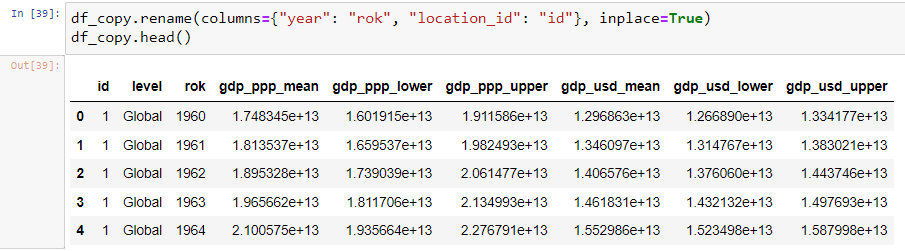 In [39]: df_copy.rename(columns={"year": "rok", "location_id": "id"}, inplace=True)
df_copy.head()
Out[39]:
id level rok gdp_ppp_mean gdp_ppp_lower gdp_ppp_upper gdp_usd_mean gdp_usd_lower gdp_usd_upper
0 1 Global 1960 1.748345e+13 1.601915e+13 1.911586e+13 1.296863e+13 1.266890e+13 1.334177e+13
1 1 Global 1961 1.813537e+13 1.659537e+13 1.982493e+13 1.346097e+13 1.314767e+13 1.383021e+13
2 1 Global 1962 1.895328e+13 1.739039e+13 2.061477e+13 1.406576e+13 1.376060e+13 1.443746e+13
3 1 Global 1963 1.965662e+13 1.811706e+13 2.134993e+13 1.461831e+13 1.432132e+13 1.497693e+13
4 1 Global 1964 2.100575e+13 1.935664e+13 2.276791e+13 1.552986e+13 1.523498e+13 1.587998e+13